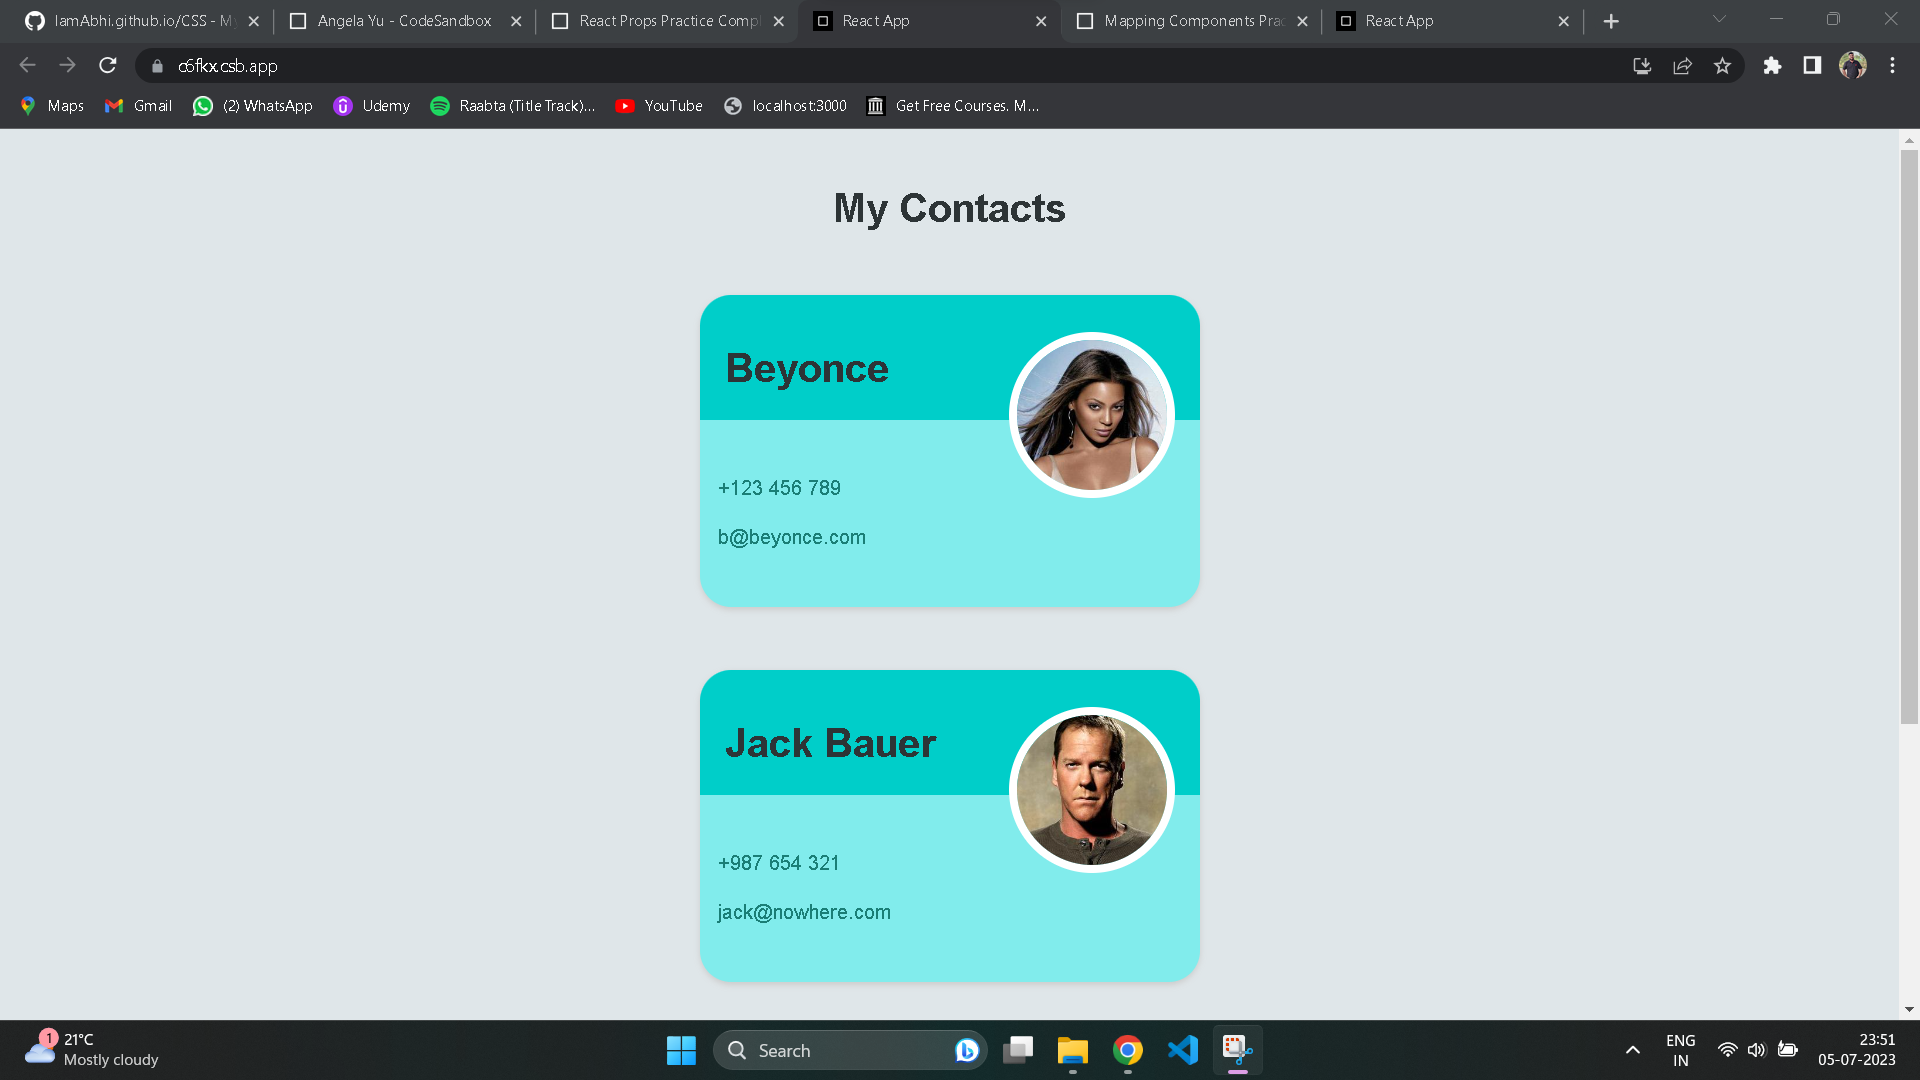 IamAbhi.github.io/CSS - My
Angela Yu - CodeSandbox
React Props Practice Compl
React App
Mapping Components Prac
React App
c6fkx.csb.app
Maps
Gmail
(2) WhatsApp
Udemy
Raabta (Title Track)...
YouTube
localhost:3000
Get Free Courses. M...
My Contacts
Beyonce
+123 456 789
b@beyonce.com
Jack Bauer
+987 654 321
jack@nowhere.com
1
21°C
Mostly cloudy
Search
ENG
IN
23:51
05-07-2023